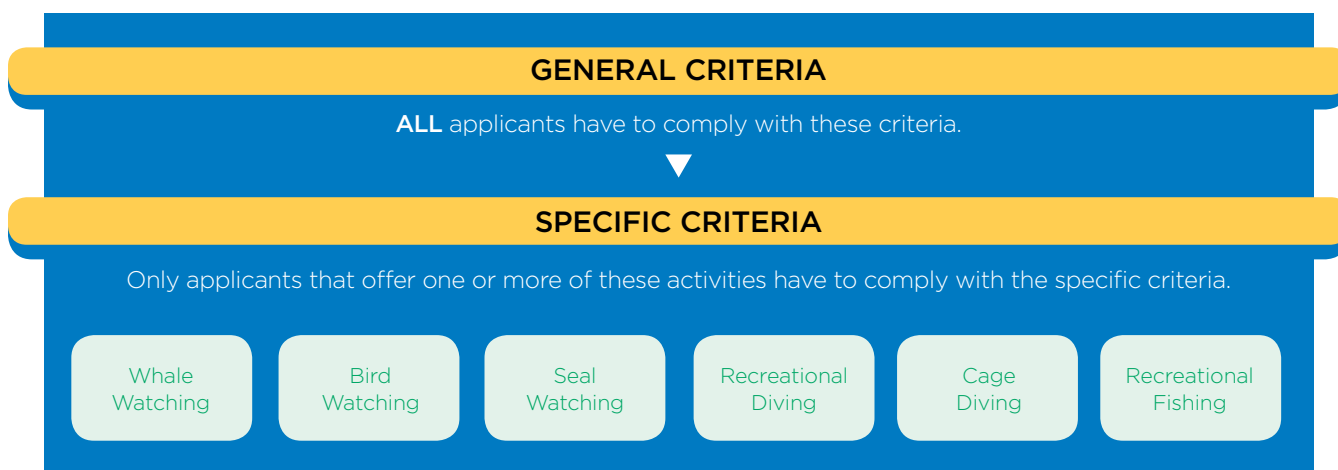 GENERAL CRITERIA
ALL applicants have to comply with these criteria.
SPECIFIC CRITERIA
Only applicants that offer one or more of these activities have to comply with the specific criteria.
Whale
Watching
Bird
Watching
Seal
Watching
Recreational
Diving
Cage
Diving
Recreational
Fishing